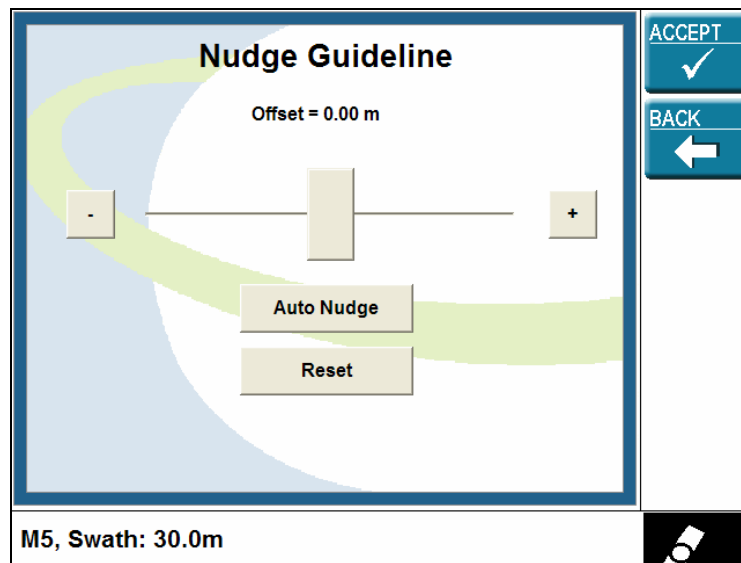 Nudge Guideline
ACCEPT
Offset = 0.00 m
BACK
-
+
Auto Nudge
Reset
M5, Swath: 30.0m